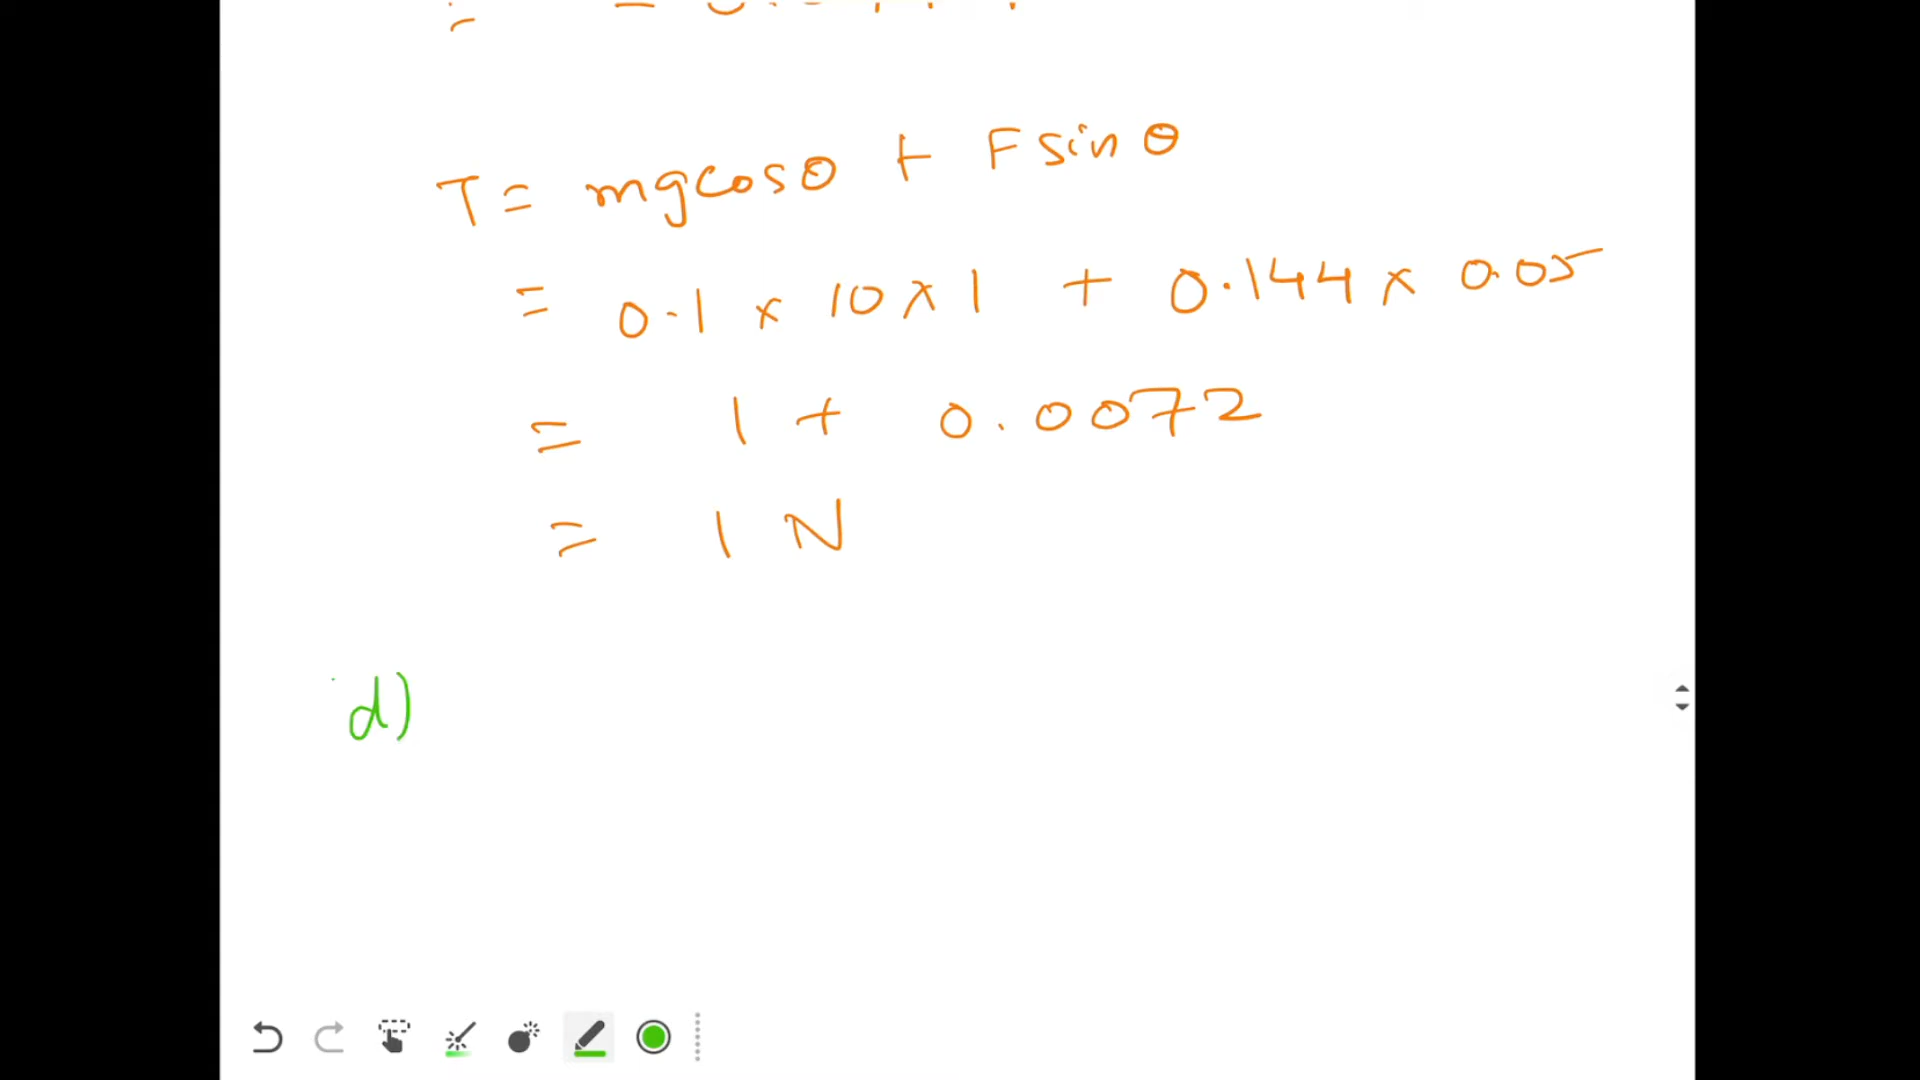 T = mgcosθ + Fsinθ
= 0.1 × 10 × 1 + 0.144 × 0.05
= 1 + 0.0072
= 1 N
d)